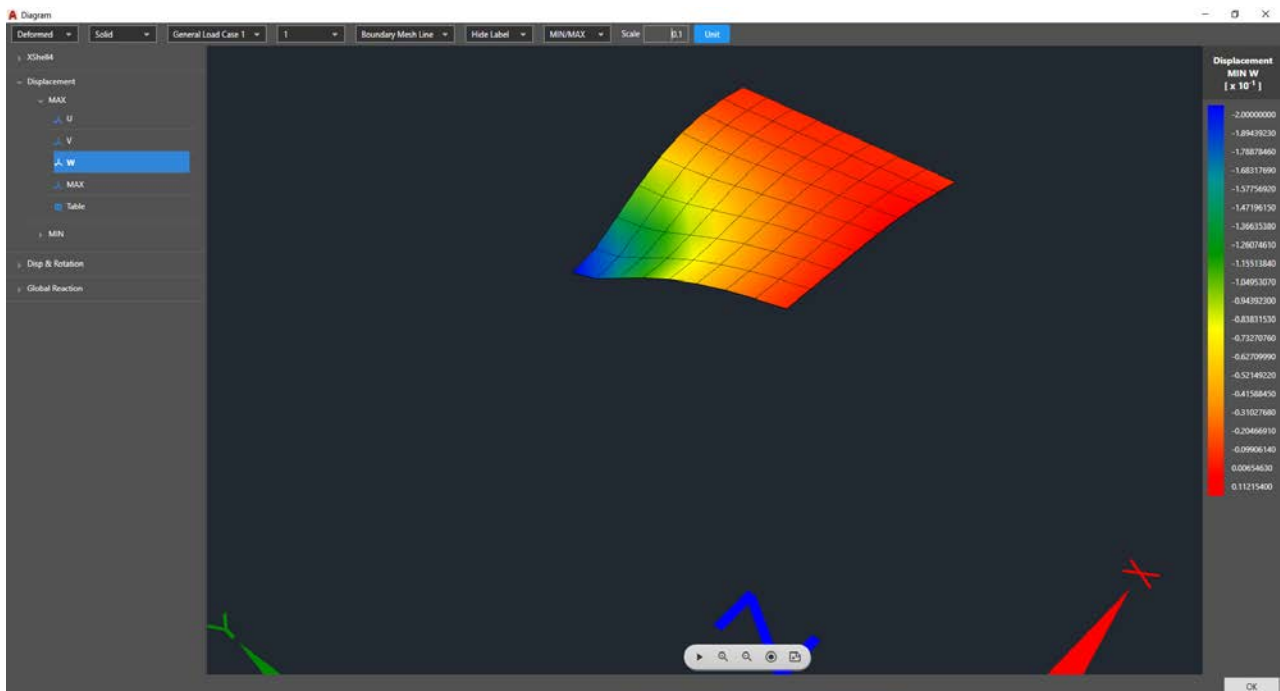 Diagram
Deformed Solid General Load Case 1 1 Boundary Mesh Line Hide Label MIN/MAX Scale 0.1 Unit
XShell4
Displacement
MAX
U
V
W
MAX
Table
MIN
Disp & Rotation
Global Reaction
Displacement
MIN W
[ x 10⁻¹ ]
-2.00000000
-1.89439230
-1.78878460
-1.68317690
-1.57756920
-1.47196150
-1.36635380
-1.26074610
-1.15513840
-1.04953070
-0.94392300
-0.83831530
-0.73270760
-0.62709990
-0.52149220
-0.41588450
-0.31027680
-0.20466910
-0.09906140
0.00654630
0.11215400
Y
Z
X
OK